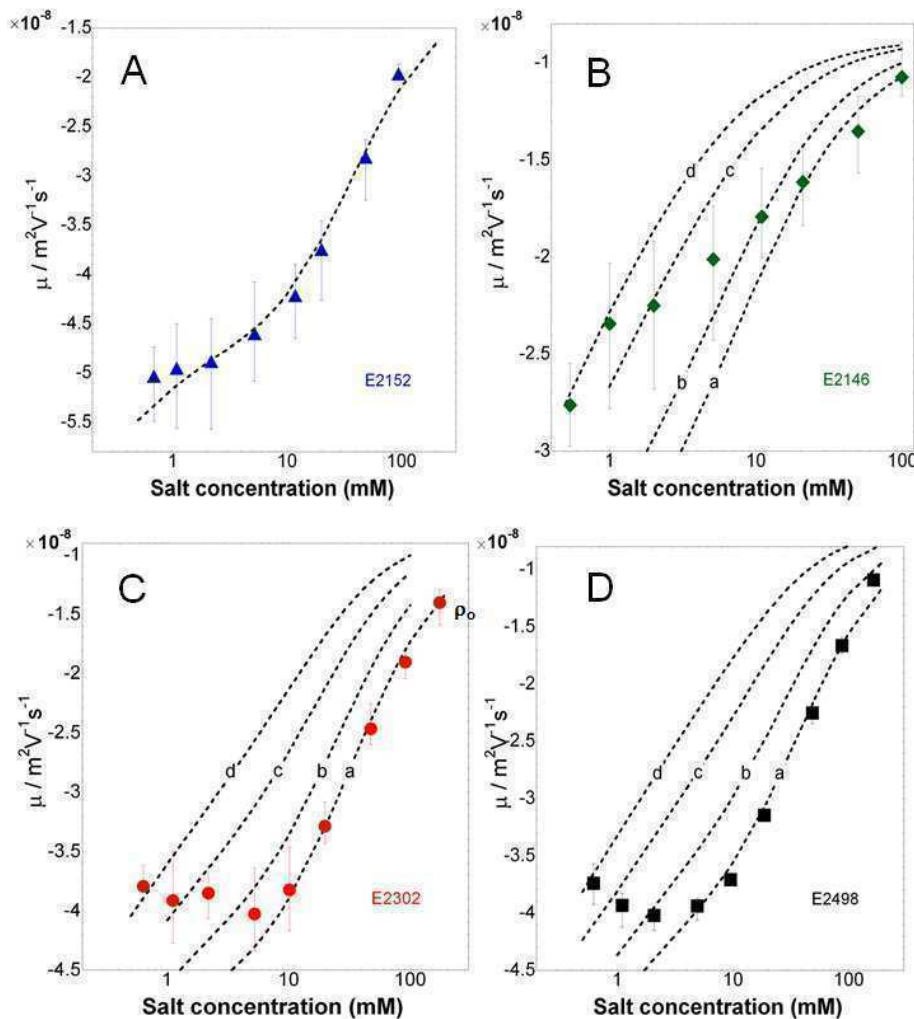 ×10⁻⁸
A
-1.5
-2
-2.5
-3
-3.5
-4
-4.5
-5
-5.5
μ / m²V⁻¹s⁻¹
E2152
1 10 100
Salt concentration (mM)
×10⁻⁸
B
-1
-1.5
-2
-2.5
-3
μ / m²V⁻¹s⁻¹
d
c
b
a
E2146
1 10 100
Salt concentration (mM)
×10⁻⁸
C
-1
-1.5
-2
-2.5
-3
-3.5
-4
-4.5
μ / m²V⁻¹s⁻¹
ρₒ
d c b a
E2302
1 10 100
Salt concentration (mM)
×10⁻⁸
D
-1
-1.5
-2
-2.5
-3
-3.5
-4
-4.5
μ / m²V⁻¹s⁻¹
d c b a
E2498
1 10 100
Salt concentration (mM)